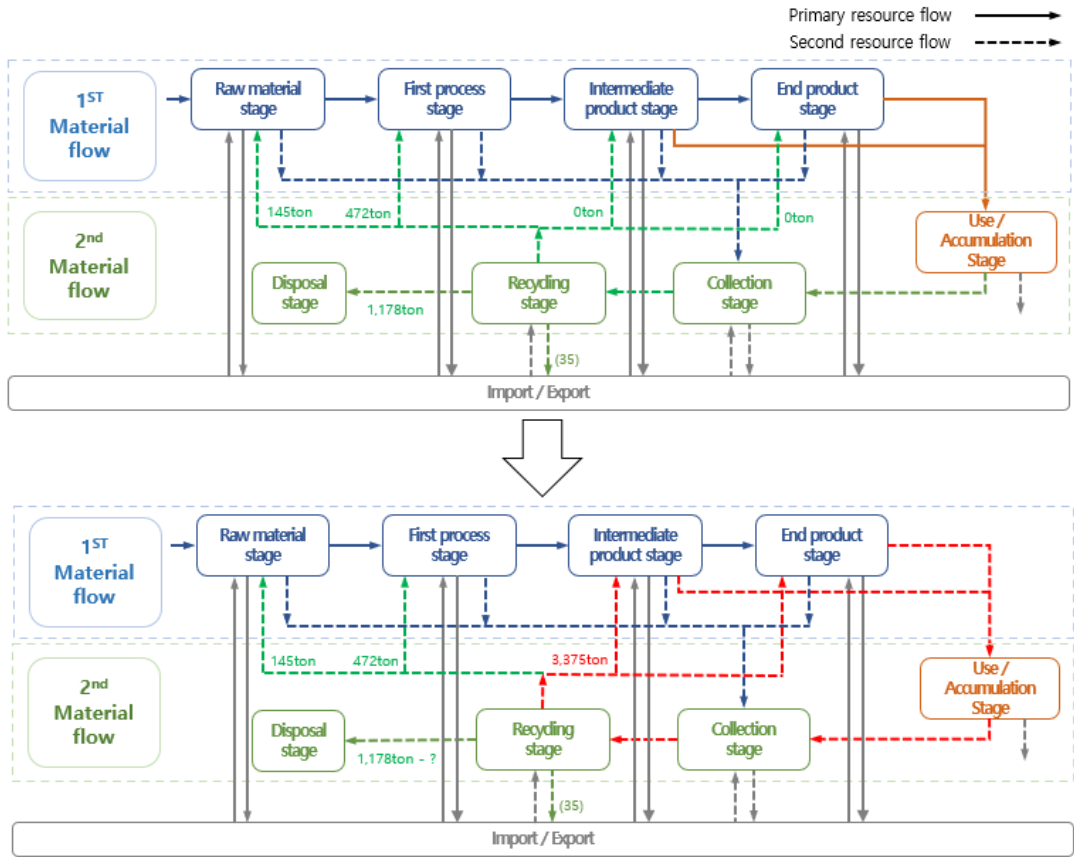 Primary resource flow
Second resource flow
1ST
Material
flow
Raw material
stage
First process
stage
Intermediate
product stage
End product
stage
145ton
472ton
0ton
0ton
2nd
Material
flow
Use /
Accumulation
Stage
Disposal
stage
1,178ton
Recyding
stage
Collection
stage
(35)
Import / Export
1ST
Material
flow
Raw material
stage
First process
stage
Intermediate
product stage
End product
stage
145ton
472ton
3,375ton
2nd
Material
flow
Use /
Accumulation
Stage
Disposal
stage
1,178ton - ?
Recyding
stage
Collection
stage
(35)
Import / Export